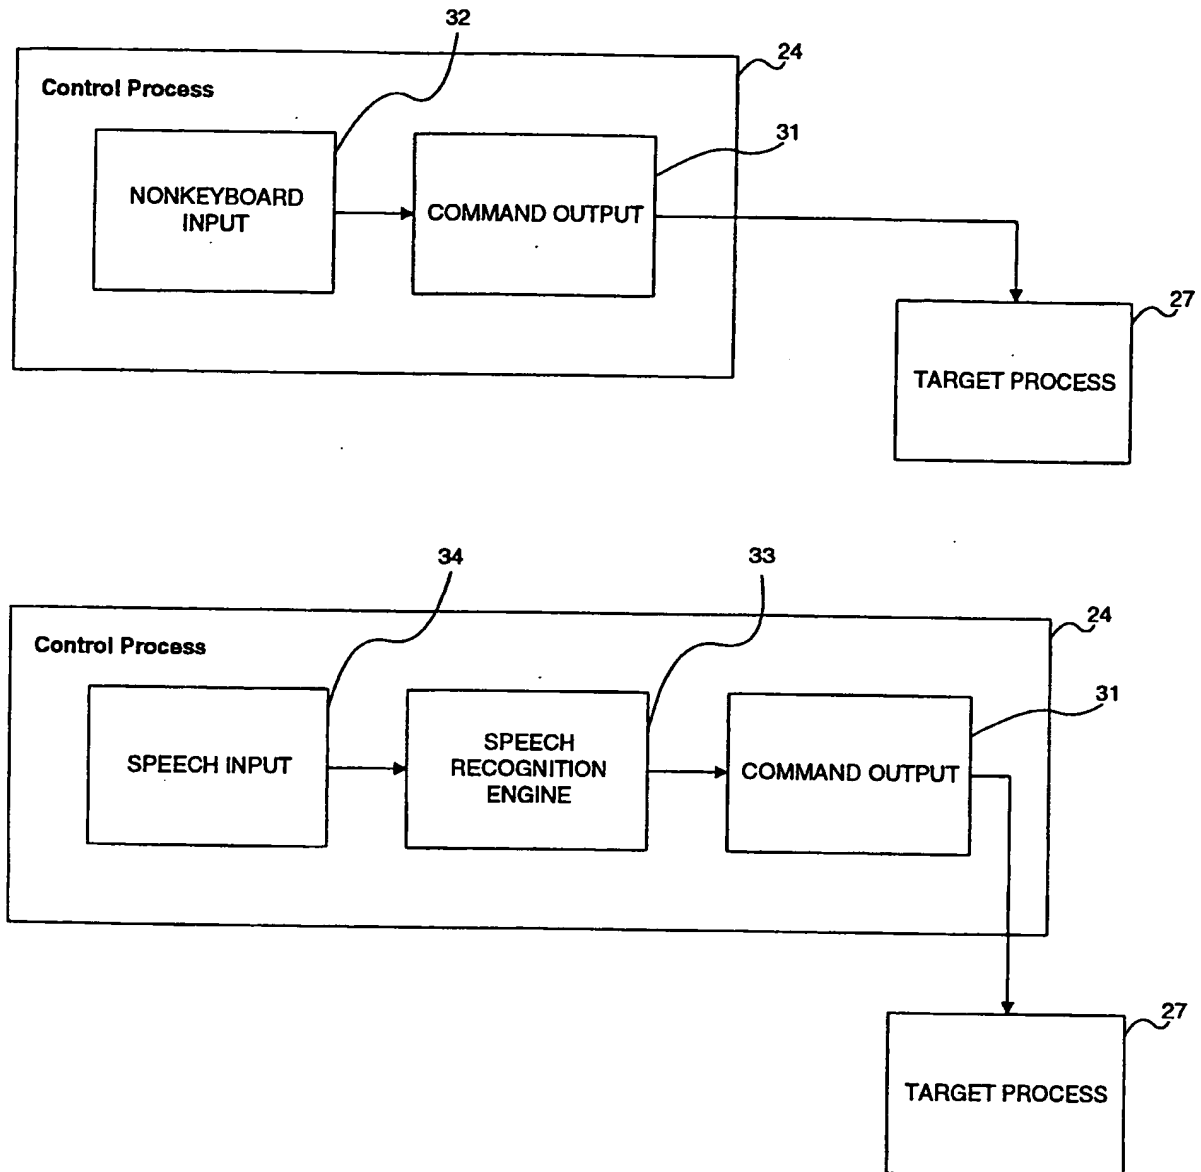 32
24
Control Process
31
NONKEYBOARD
INPUT
COMMAND OUTPUT
27
TARGET PROCESS
34
33
24
Control Process
31
SPEECH INPUT
SPEECH
RECOGNITION
ENGINE
COMMAND OUTPUT
27
TARGET PROCESS